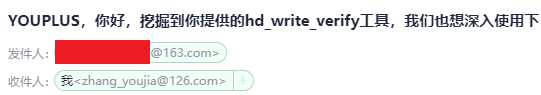 YOUPLUS，你好，挖掘到你提供的hd_write_verify工具，我们也想深入使用下
发件人： @163.com>
收件人： 我<zhang_youjia@126.com> +